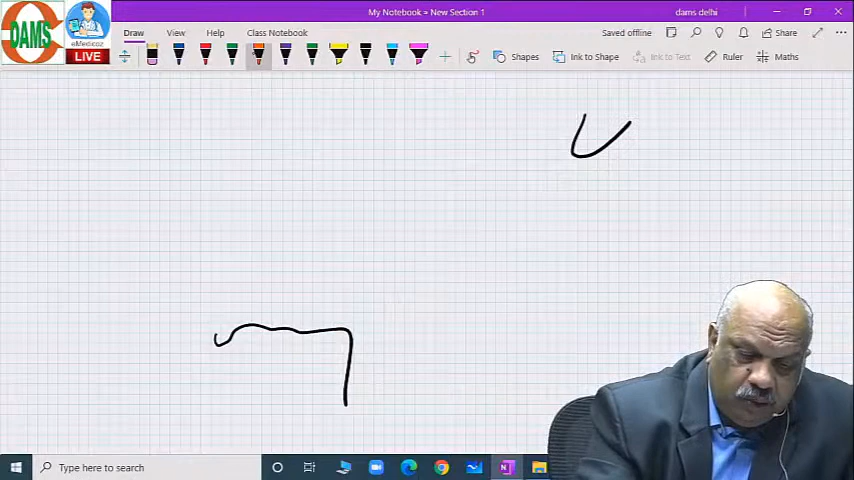 DAMS
eMedicoz
LIVE
My Notebook » New Section 1
dams delhi
Draw View Help Class Notebook
Saved offline
Share
Shapes
Ink to Shape
Ink to Text
Ruler
Maths
Type here to search